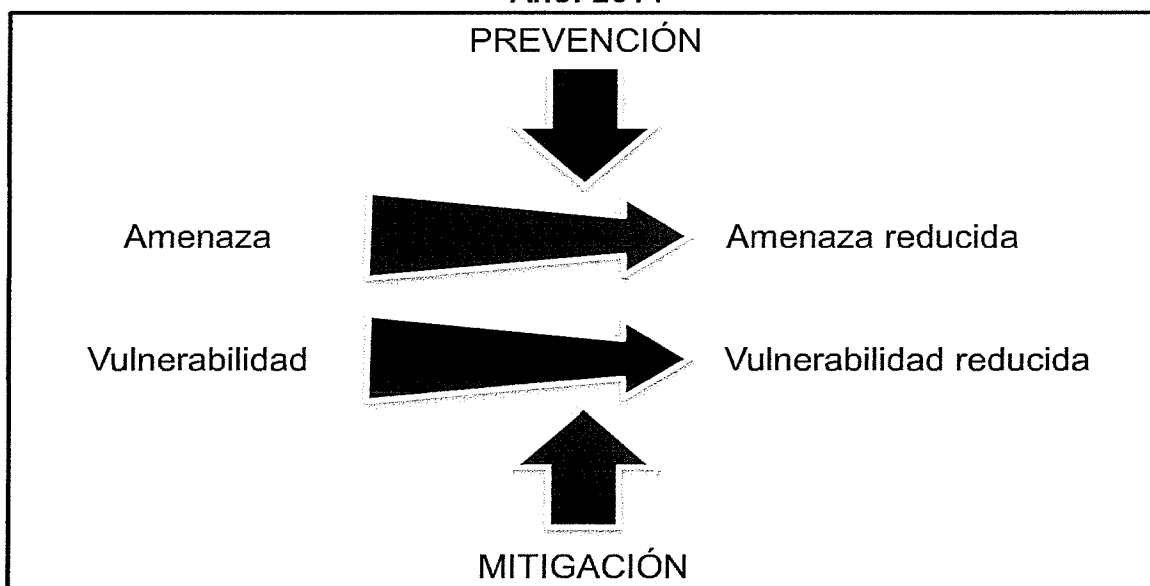 PREVENCIÓN
Amenaza
Amenaza reducida
Vulnerabilidad
Vulnerabilidad reducida
MITIGACIÓN